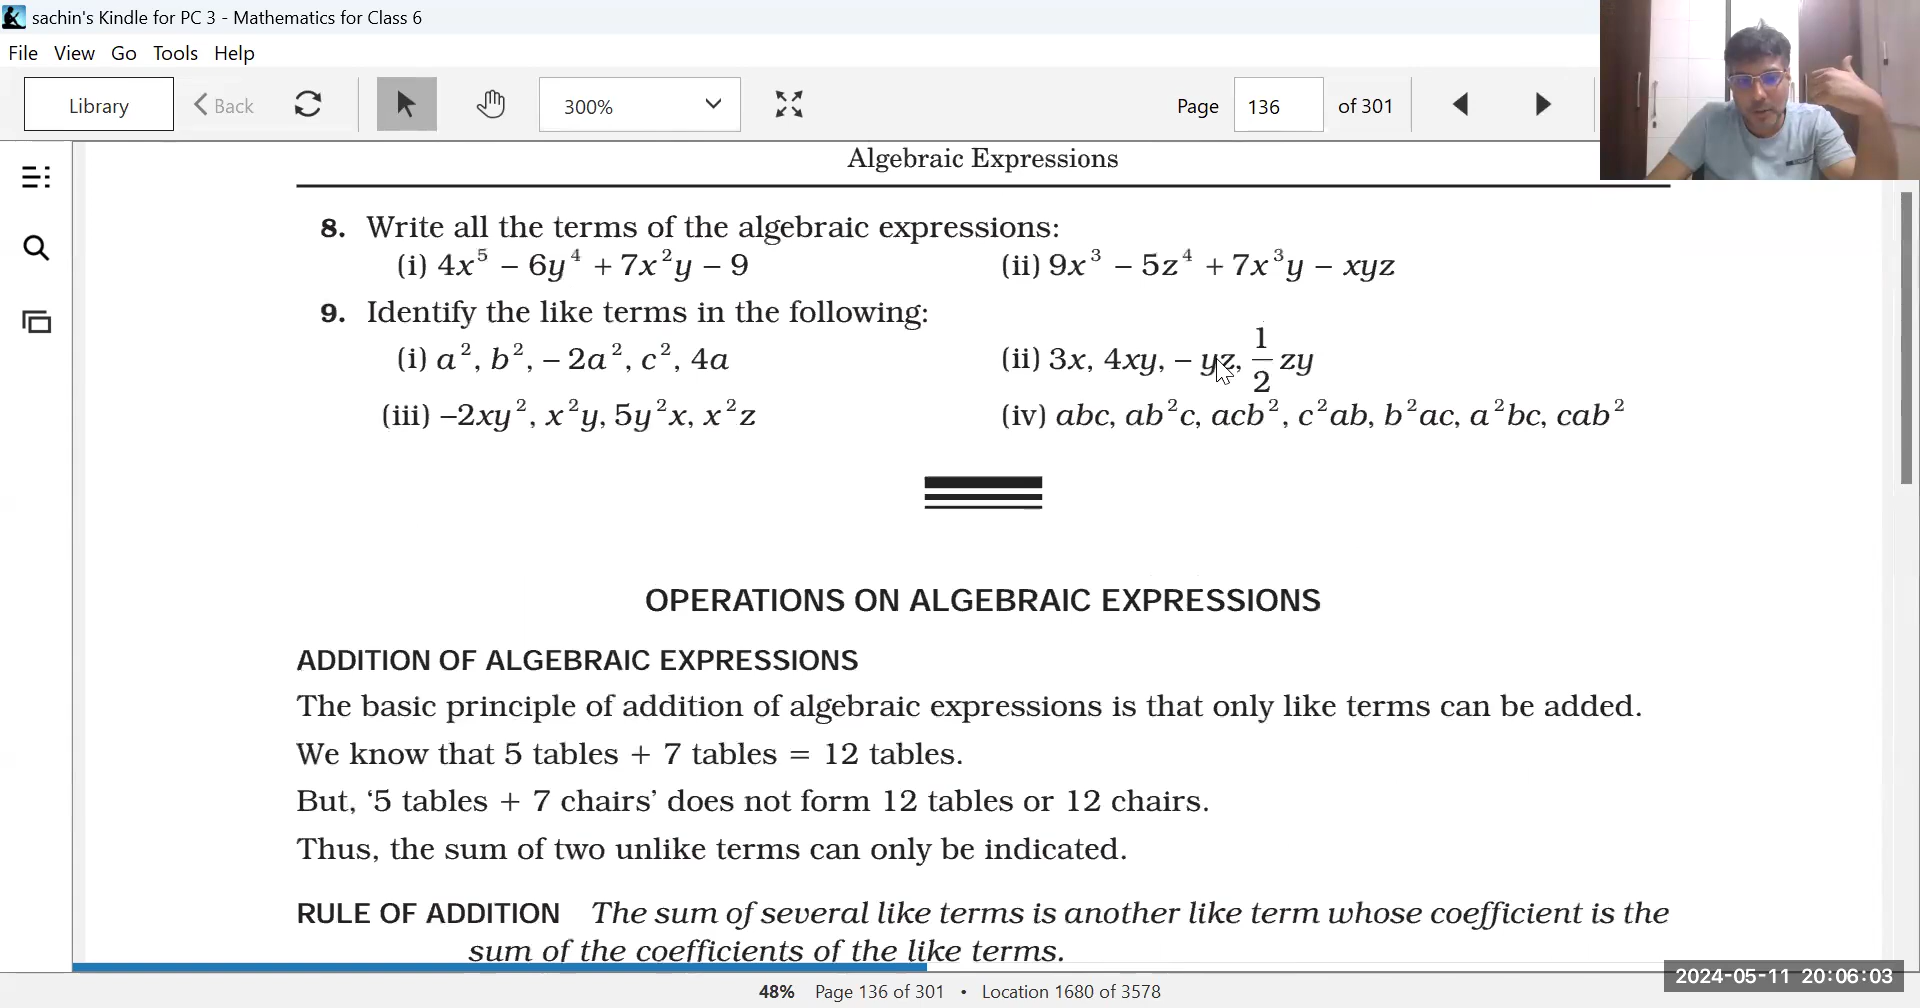 sachin's Kindle for PC 3 - Mathematics for Class 6
File View Go Tools Help
Library Back 300% Page 136 of 301
Algebraic Expressions
8. Write all the terms of the algebraic expressions:
(i) 4x⁵ – 6y⁴ + 7x²y – 9 (ii) 9x³ – 5z⁴ + 7x³y – xyz
9. Identify the like terms in the following:
(i) a², b², – 2a², c², 4a (ii) 3x, 4xy, – yz, 1/2 zy
(iii) –2xy², x²y, 5y²x, x²z (iv) abc, ab²c, acb², c²ab, b²ac, a²bc, cab²
OPERATIONS ON ALGEBRAIC EXPRESSIONS
ADDITION OF ALGEBRAIC EXPRESSIONS
The basic principle of addition of algebraic expressions is that only like terms can be added.
We know that 5 tables + 7 tables = 12 tables.
But, ‘5 tables + 7 chairs’ does not form 12 tables or 12 chairs.
Thus, the sum of two unlike terms can only be indicated.
RULE OF ADDITION The sum of several like terms is another like term whose coefficient is the
sum of the coefficients of the like terms.
2024-05-11 20:06:03
48% Page 136 of 301 • Location 1680 of 3578